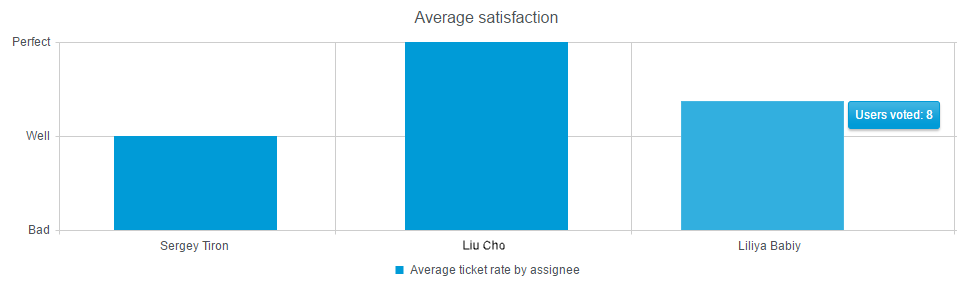 Average satisfaction
Perfect
Well
Bad
Users voted: 8
Sergey Tiron
Liu Cho
Liliya Babiy
Average ticket rate by assignee